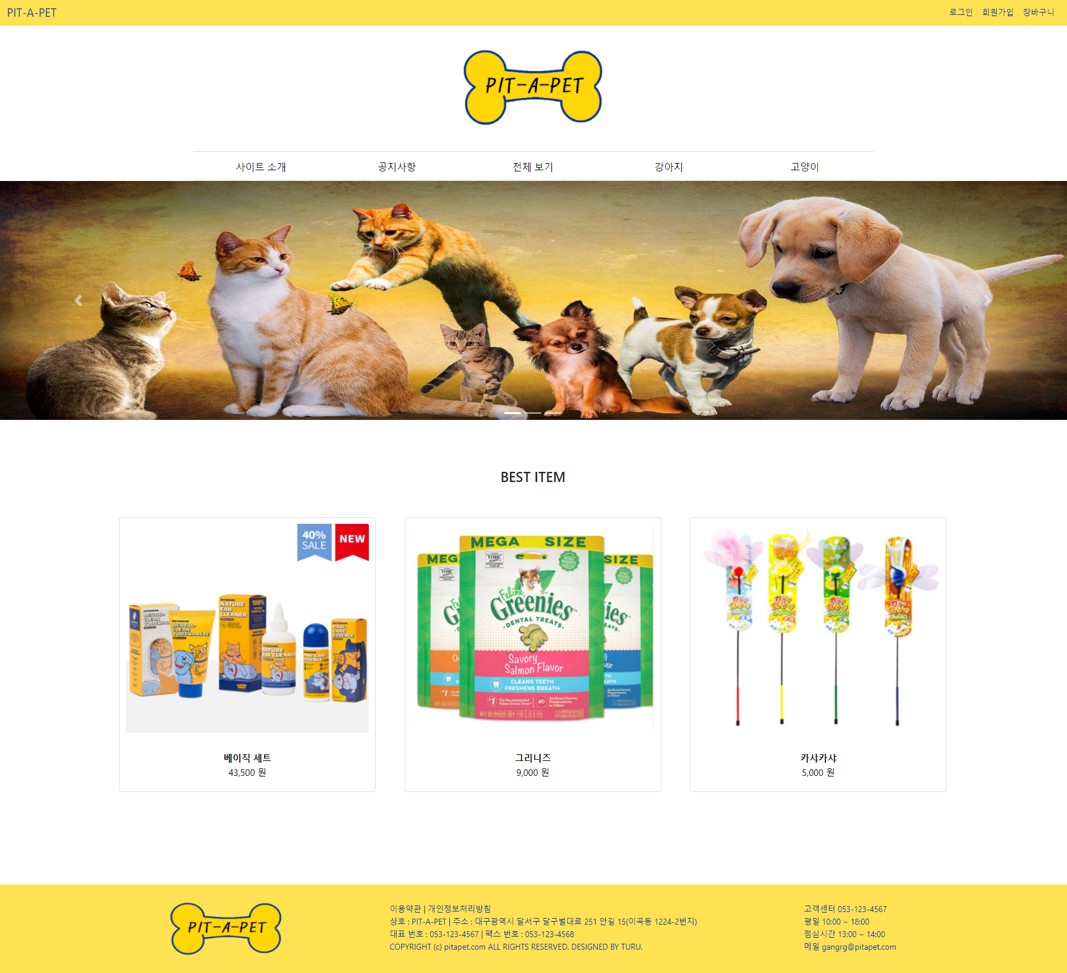 PIT-A-PET
로그인 회원가입 장바구니
PIT-A-PET
사이트 소개 공지사항 전체 보기 강아지 고양이
BEST ITEM
40% SALE NEW
MEGA SIZE
Feline Greenies
DENTAL TREATS
Savory Salmon Flavor
CLEANS TEETH
FRESHENS BREATH
베이직 세트 그리니즈 카샤카샤
43,500 원 9,000 원 5,000 원
PIT-A-PET
이용약관 | 개인정보처리방침
상호 : PIT-A-PET | 주소 : 대구광역시 달서구 달구벌대로 251 안길 15(이곡동 1224-2번지)
대표 번호 : 053-123-4567 | 팩스 번호 : 053-123-4568
COPYRIGHT (c) pitapet.com ALL RIGHTS RESERVED. DESIGNED BY TURU.
고객센터 053-123-4567
평일 10:00 ~ 18:00
점심시간 13:00 ~ 14:00
메일 gangrg@pitapet.com